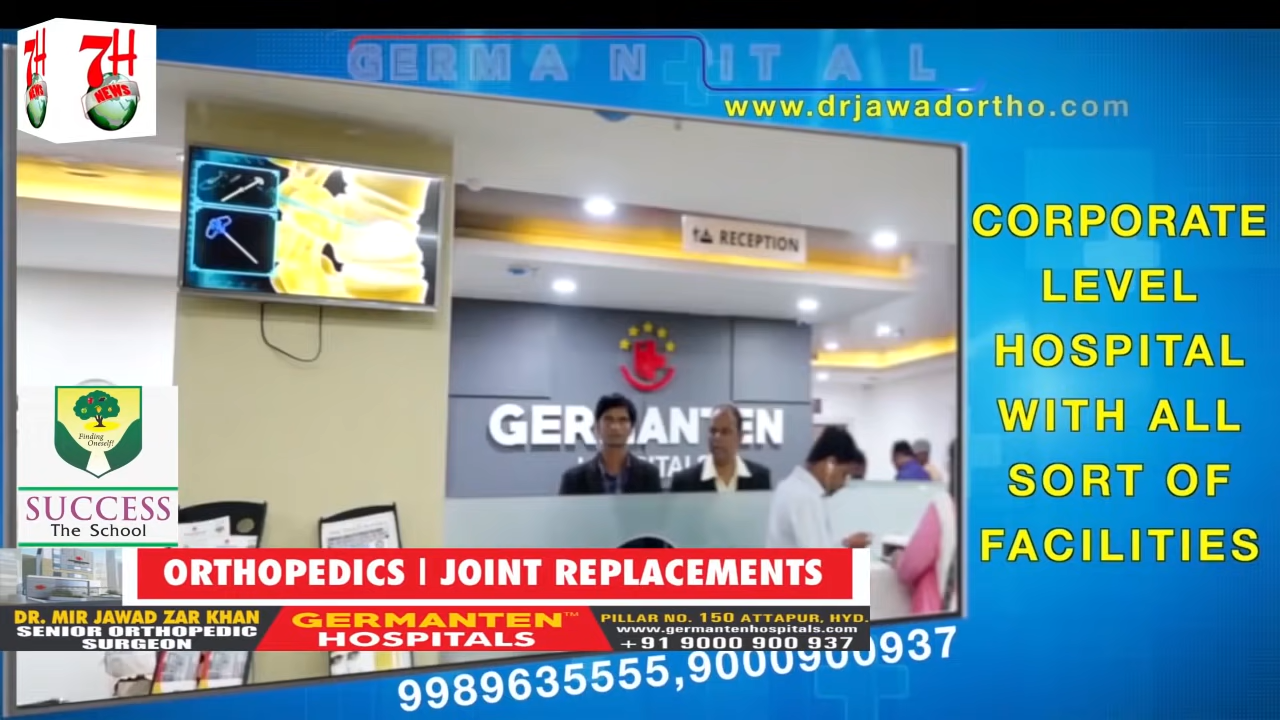 7H
NEWS
7H
NEWS
GERMAN ITAL
www.drjawadortho.com
RECEPTION
CORPORATE
LEVEL
HOSPITAL
WITH ALL
SORT OF
FACILITIES
GERMANTEN
Finding
Oneself!
SUCCESS
The School
ORTHOPEDICS | JOINT REPLACEMENTS
DR. MIR JAWAD ZAR KHAN
SENIOR ORTHOPEDIC
SURGEON
GERMANTEN™
HOSPITALS
PILLAR NO. 150 ATTAPUR, HYD.
www.germantenhospitals.com
+91 9000 900 937
9989635555,9000900937